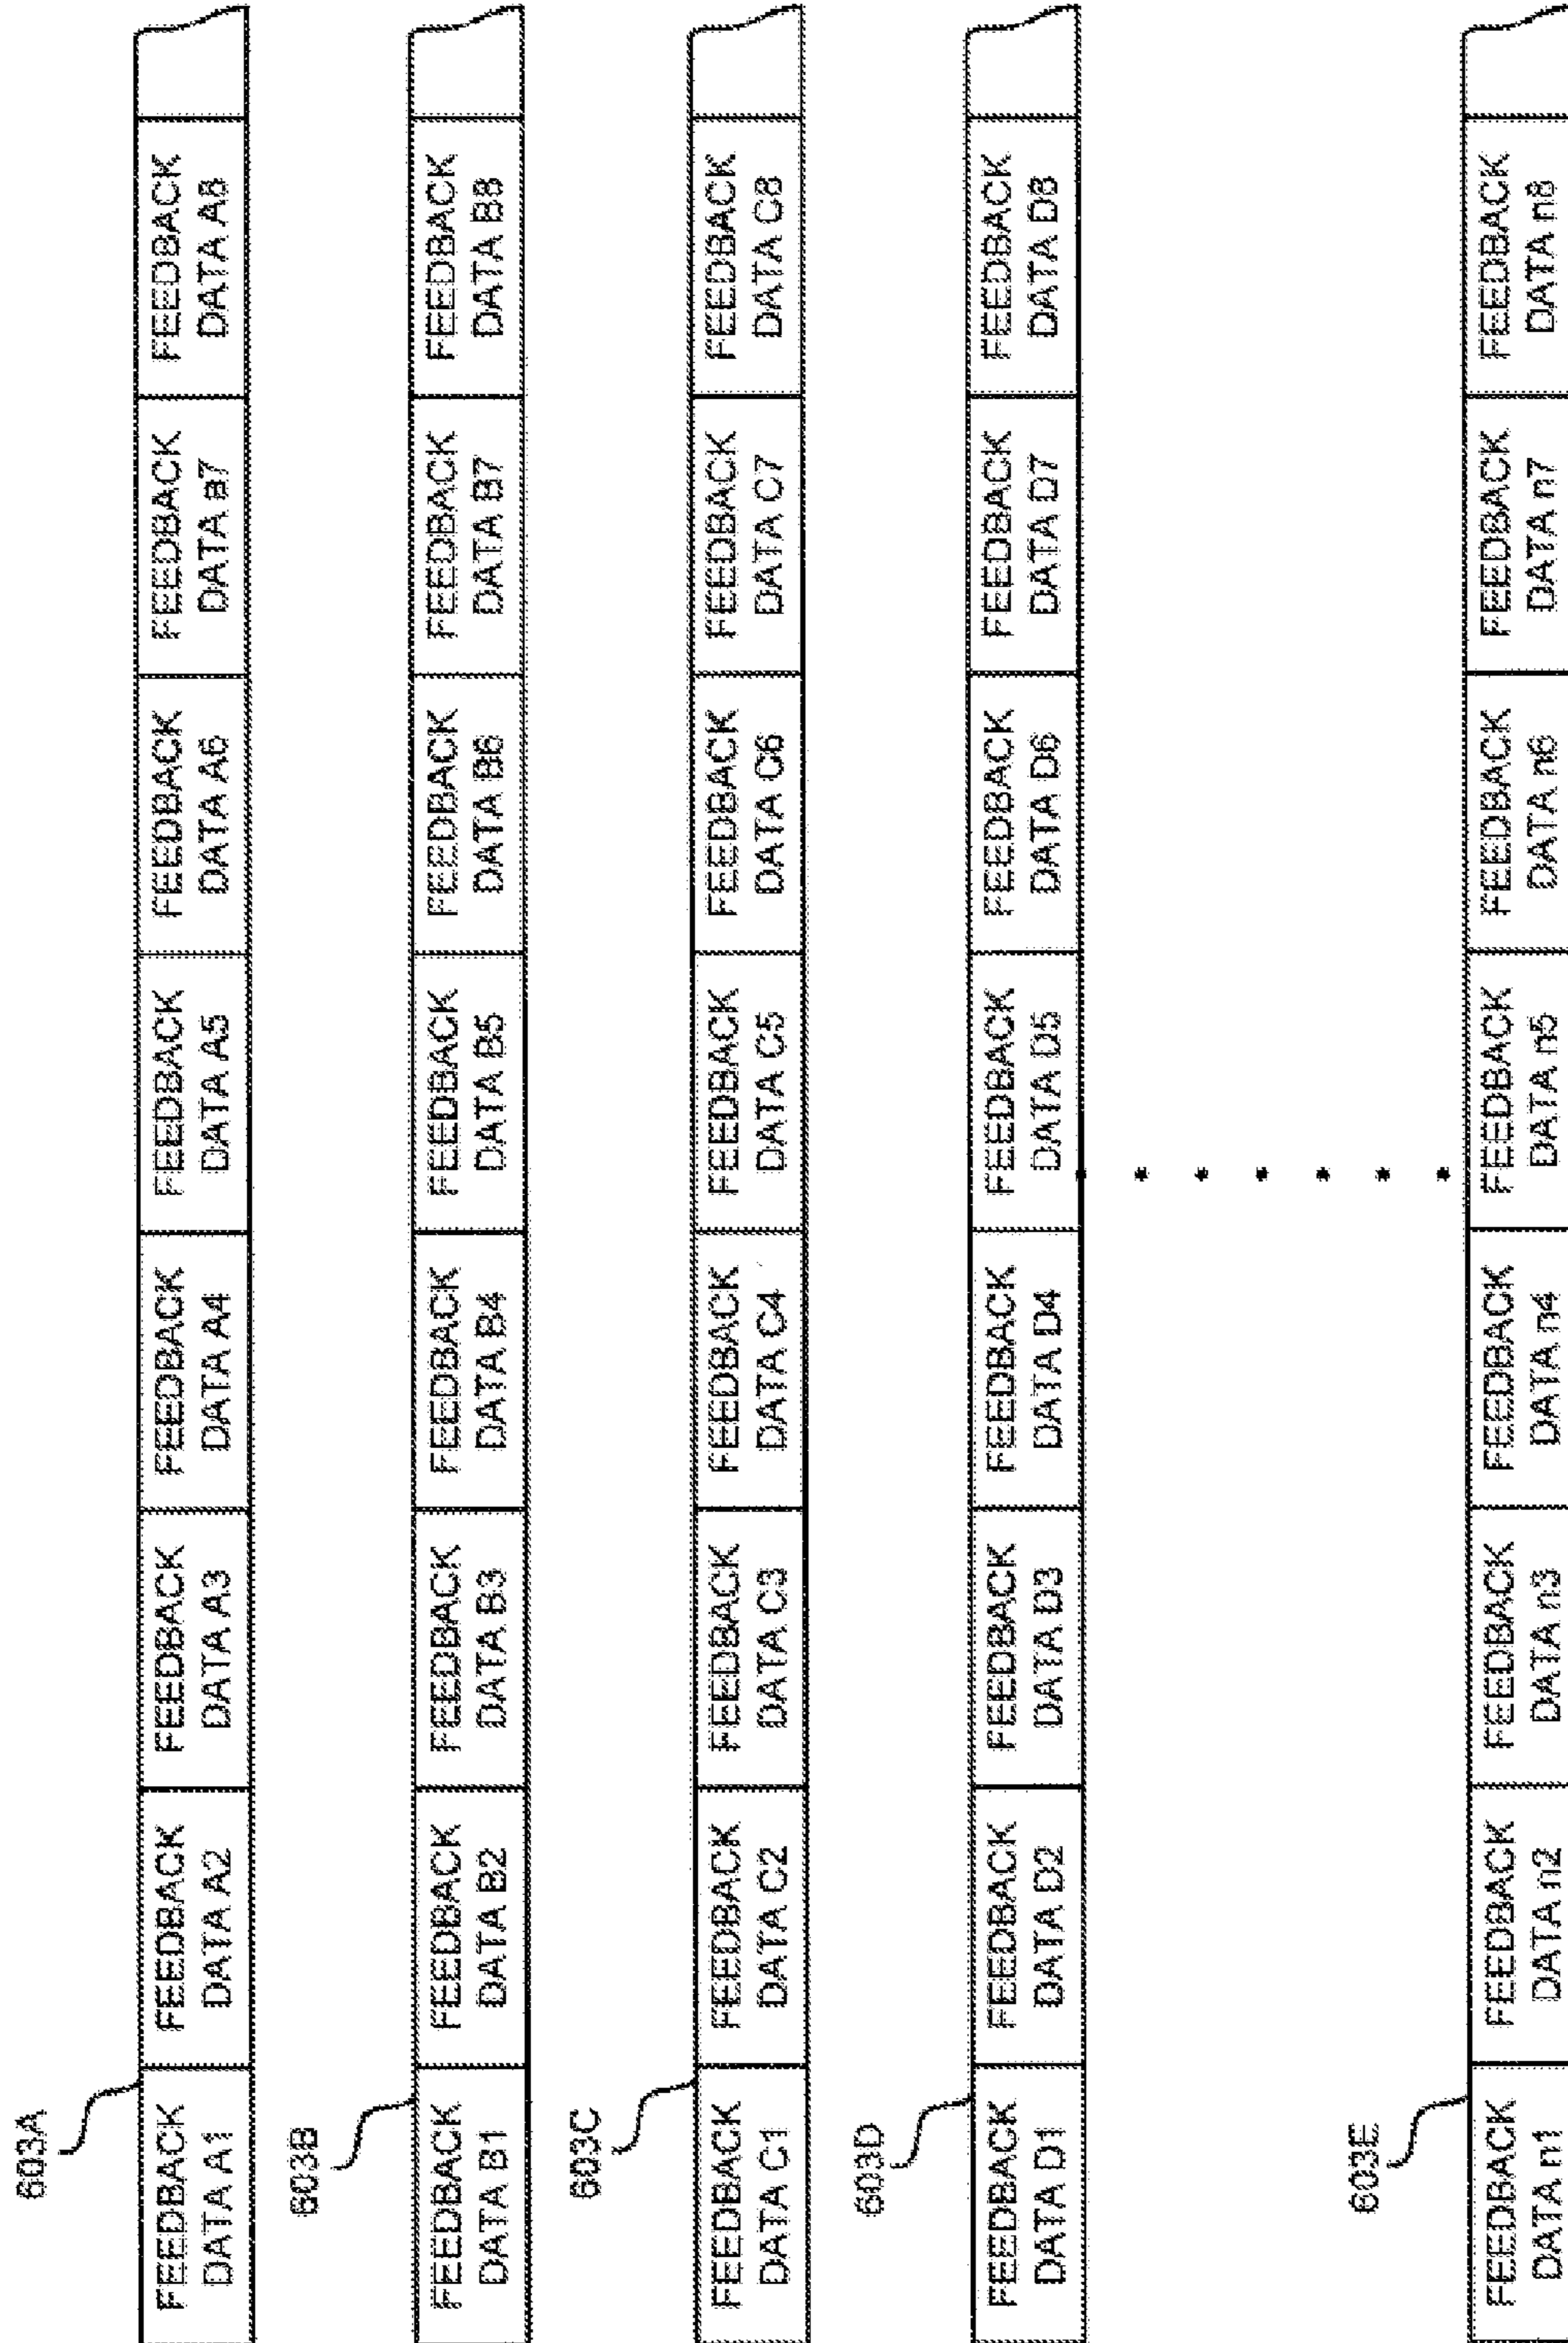 603A
FEEDBACK
DATA A1
FEEDBACK
DATA A2
FEEDBACK
DATA A3
FEEDBACK
DATA A4
FEEDBACK
DATA A5
FEEDBACK
DATA A6
FEEDBACK
DATA a7
FEEDBACK
DATA A8
603B
FEEDBACK
DATA B1
FEEDBACK
DATA B2
FEEDBACK
DATA B3
FEEDBACK
DATA B4
FEEDBACK
DATA B5
FEEDBACK
DATA B6
FEEDBACK
DATA B7
FEEDBACK
DATA B8
603C
FEEDBACK
DATA C1
FEEDBACK
DATA C2
FEEDBACK
DATA C3
FEEDBACK
DATA C4
FEEDBACK
DATA C5
FEEDBACK
DATA C6
FEEDBACK
DATA C7
FEEDBACK
DATA C8
603D
FEEDBACK
DATA D1
FEEDBACK
DATA D2
FEEDBACK
DATA D3
FEEDBACK
DATA D4
FEEDBACK
DATA D5
FEEDBACK
DATA D6
FEEDBACK
DATA D7
FEEDBACK
DATA D8
603E
FEEDBACK
DATA n1
FEEDBACK
DATA n2
FEEDBACK
DATA n3
FEEDBACK
DATA n4
FEEDBACK
DATA n5
FEEDBACK
DATA n6
FEEDBACK
DATA n7
FEEDBACK
DATA n8